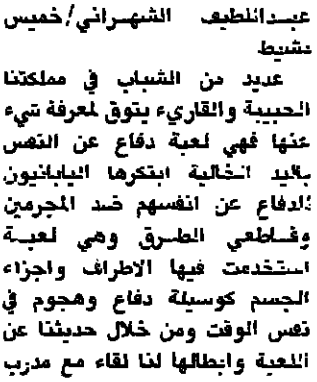 عبداللطيف الشهراني/خميس
مشيط
عديد من الشباب في مملكتنا
الحبيبة والقاريء يتوق لمعرفة شيء
عنها فهي لعبة دفاع عن النفس
باليد الخالية ابتكرها اليابانيون
للدفاع عن انفسهم ضد المجرمين
وقاطعي الطرق وهي لعبة
استخدمت فيها الاطراف واجزاء
الجسم كوسيلة دفاع وهجوم في
نفس الوقت ومن خلال حديثنا عن
اللعبة وابطالها لنا لقاء مع مدرب